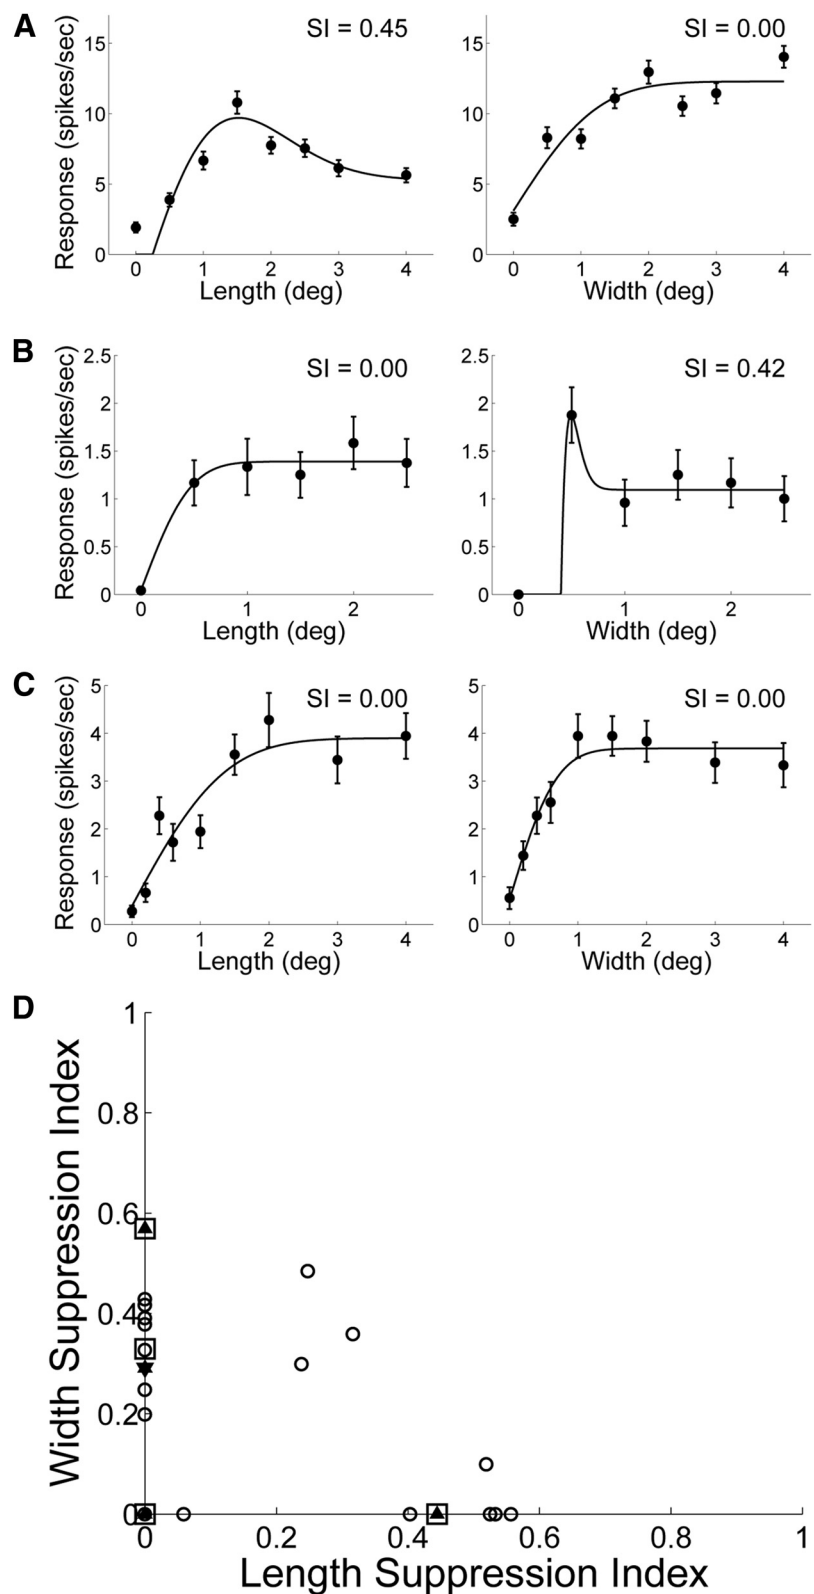 A
SI = 0.45
SI = 0.00
Response (spikes/sec)
15
10
5
0
0 1 2 3 4
Length (deg)
15
10
5
0
0 1 2 3 4
Width (deg)
B
SI = 0.00
SI = 0.42
Response (spikes/sec)
2.5
2
1.5
1
0.5
0
0 1 2
Length (deg)
2.5
2
1.5
1
0.5
0
0 1 2
Width (deg)
C
SI = 0.00
SI = 0.00
Response (spikes/sec)
5
4
3
2
1
0
0 1 2 3 4
Length (deg)
5
4
3
2
1
0
0 1 2 3 4
Width (deg)
D
Width Suppression Index
1
0.8
0.6
0.4
0.2
0
0 0.2 0.4 0.6 0.8 1
Length Suppression Index